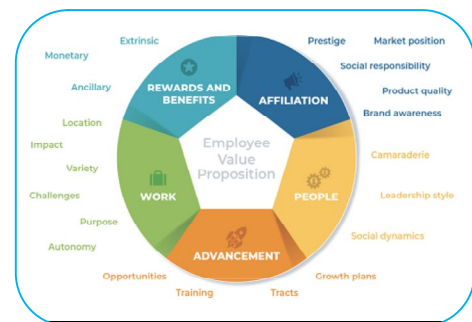 Extrinsic
Monetary
Ancillary
REWARDS AND
BENEFITS
Prestige
Market position
Social responsibility
Product quality
Brand awareness
AFFILIATION
Employee
Value
Proposition
Location
Impact
Variety
Challenges
Purpose
Autonomy
WORK
Camaraderie
Leadership style
Social dynamics
PEOPLE
ADVANCEMENT
Opportunities
Training
Tracts
Growth plans